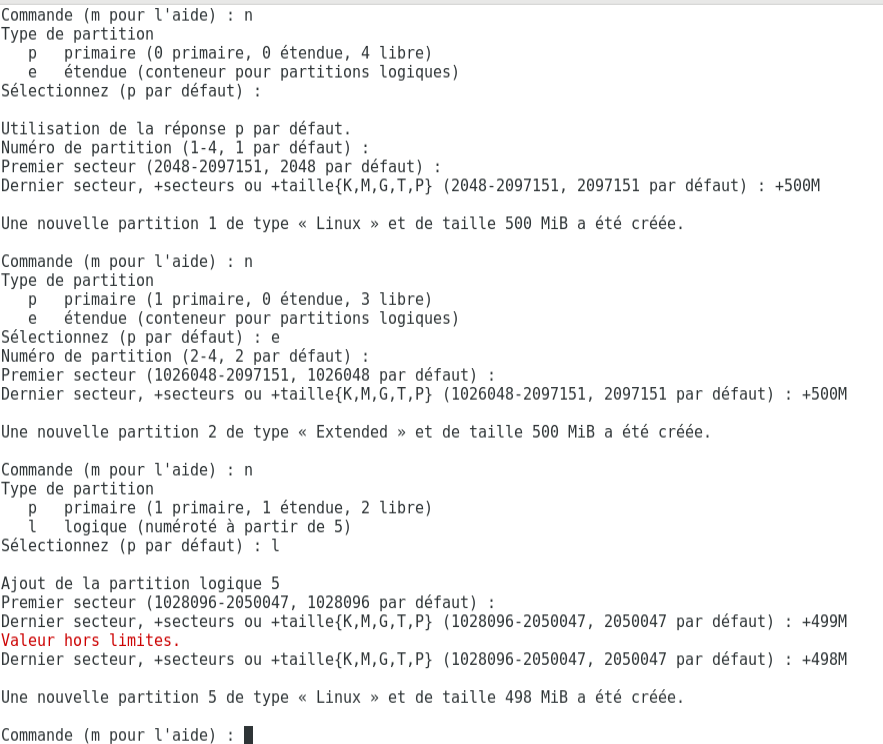 Commande (m pour l'aide) : n
Type de partition
   p   primaire (0 primaire, 0 étendue, 4 libre)
   e   étendue (conteneur pour partitions logiques)
Sélectionnez (p par défaut) :

Utilisation de la réponse p par défaut.
Numéro de partition (1-4, 1 par défaut) :
Premier secteur (2048-2097151, 2048 par défaut) :
Dernier secteur, +secteurs ou +taille{K,M,G,T,P} (2048-2097151, 2097151 par défaut) : +500M

Une nouvelle partition 1 de type « Linux » et de taille 500 MiB a été créée.

Commande (m pour l'aide) : n
Type de partition
   p   primaire (1 primaire, 0 étendue, 3 libre)
   e   étendue (conteneur pour partitions logiques)
Sélectionnez (p par défaut) : e
Numéro de partition (2-4, 2 par défaut) :
Premier secteur (1026048-2097151, 1026048 par défaut) :
Dernier secteur, +secteurs ou +taille{K,M,G,T,P} (1026048-2097151, 2097151 par défaut) : +500M

Une nouvelle partition 2 de type « Extended » et de taille 500 MiB a été créée.

Commande (m pour l'aide) : n
Type de partition
   p   primaire (1 primaire, 1 étendue, 2 libre)
   l   logique (numéroté à partir de 5)
Sélectionnez (p par défaut) : l

Ajout de la partition logique 5
Premier secteur (1028096-2050047, 1028096 par défaut) :
Dernier secteur, +secteurs ou +taille{K,M,G,T,P} (1028096-2050047, 2050047 par défaut) : +499M
Valeur hors limites.
Dernier secteur, +secteurs ou +taille{K,M,G,T,P} (1028096-2050047, 2050047 par défaut) : +498M

Une nouvelle partition 5 de type « Linux » et de taille 498 MiB a été créée.

Commande (m pour l'aide) :